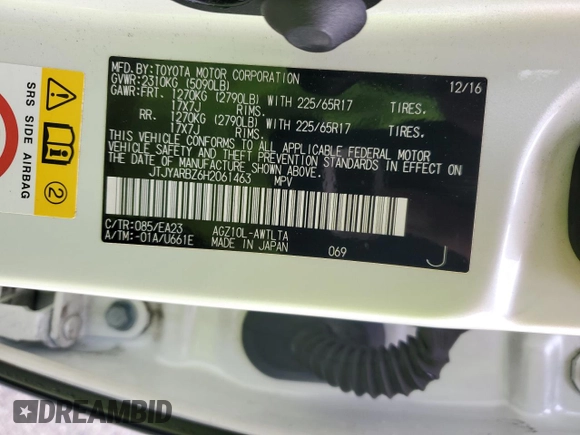 MFD.BY:TOYOTA MOTOR CORPORATION 12/16
GVWR:2310KG (5090LB)
GAWR:FRT. 1270KG (2790LB) WITH 225/65R17 TIRES,
17X7J RIMS.
RR. 1270KG (2790LB) WITH 225/65R17 TIRES,
17X7J RIMS.
THIS VEHICLE CONFORMS TO ALL APPLICABLE FEDERAL MOTOR
VEHICLE SAFETY AND THEFT PREVENTION STANDARDS IN EFFECT ON
THE DATE OF MANUFACTURE SHOWN ABOVE.
JTJYARBZ6H2061463 MPV
C/TR:085/EA23 AGZ10L-AWTLTA
A/TM:-01A/U661E MADE IN JAPAN 069 J
SRS SIDE AIRBAG
2
DREAMBID